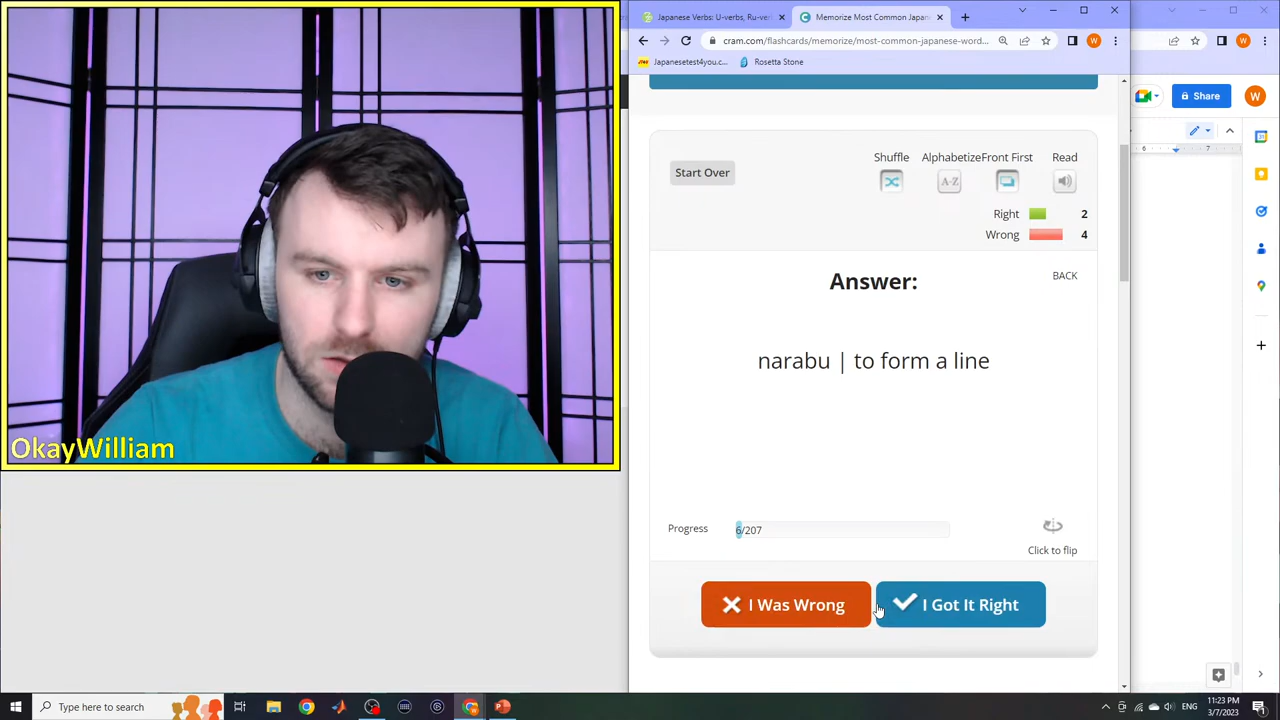 Japanese Verbs: U-verbs, Ru-ver
Memorize Most Common Japan
cram.com/flashcards/memorize/most-common-japanese-word...
W
Japanesetest4you.c...
Rosetta Stone
Share
W
6
7
Start Over
Shuffle
Alphabetize
Front First
Read
A-Z
Right
2
Wrong
4
Answer:
BACK
narabu | to form a line
Progress
6/207
Click to flip
I Was Wrong
I Got It Right
OkayWilliam
Type here to search
ENG
11:23 PM
3/7/2023